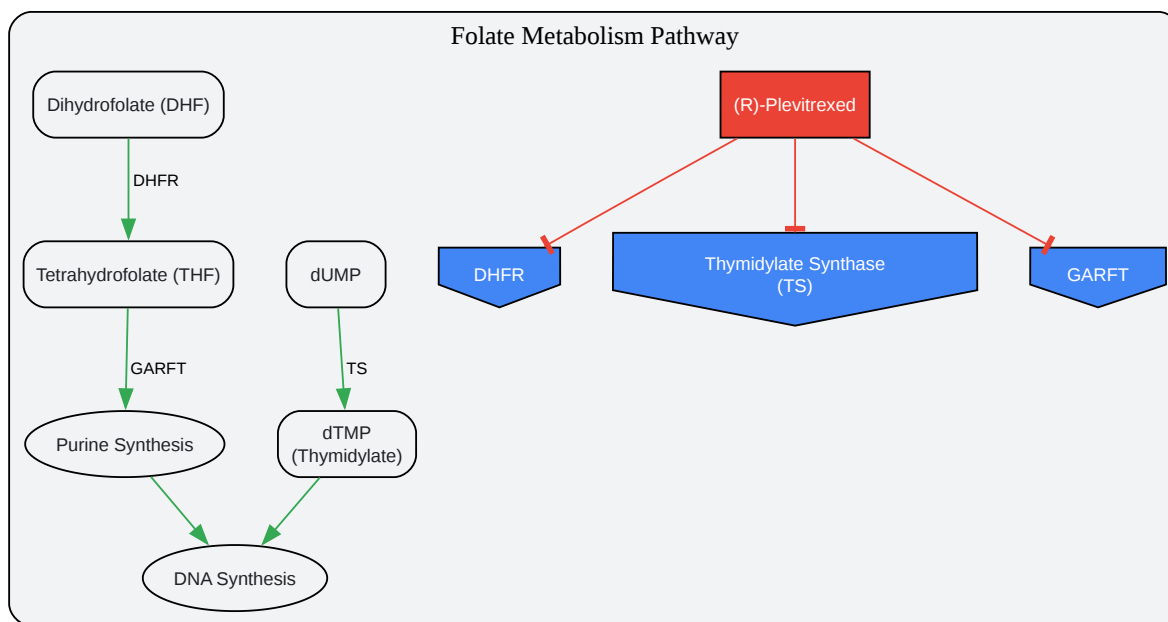 Folate Metabolism Pathway
Dihydrofolate (DHF)
(R)-Plevitrexed
DHFR
Tetrahydrofolate (THF)
dUMP
DHFR
Thymidylate Synthase
(TS)
GARFT
GARFT
TS
Purine Synthesis
dTMP
(Thymidylate)
DNA Synthesis